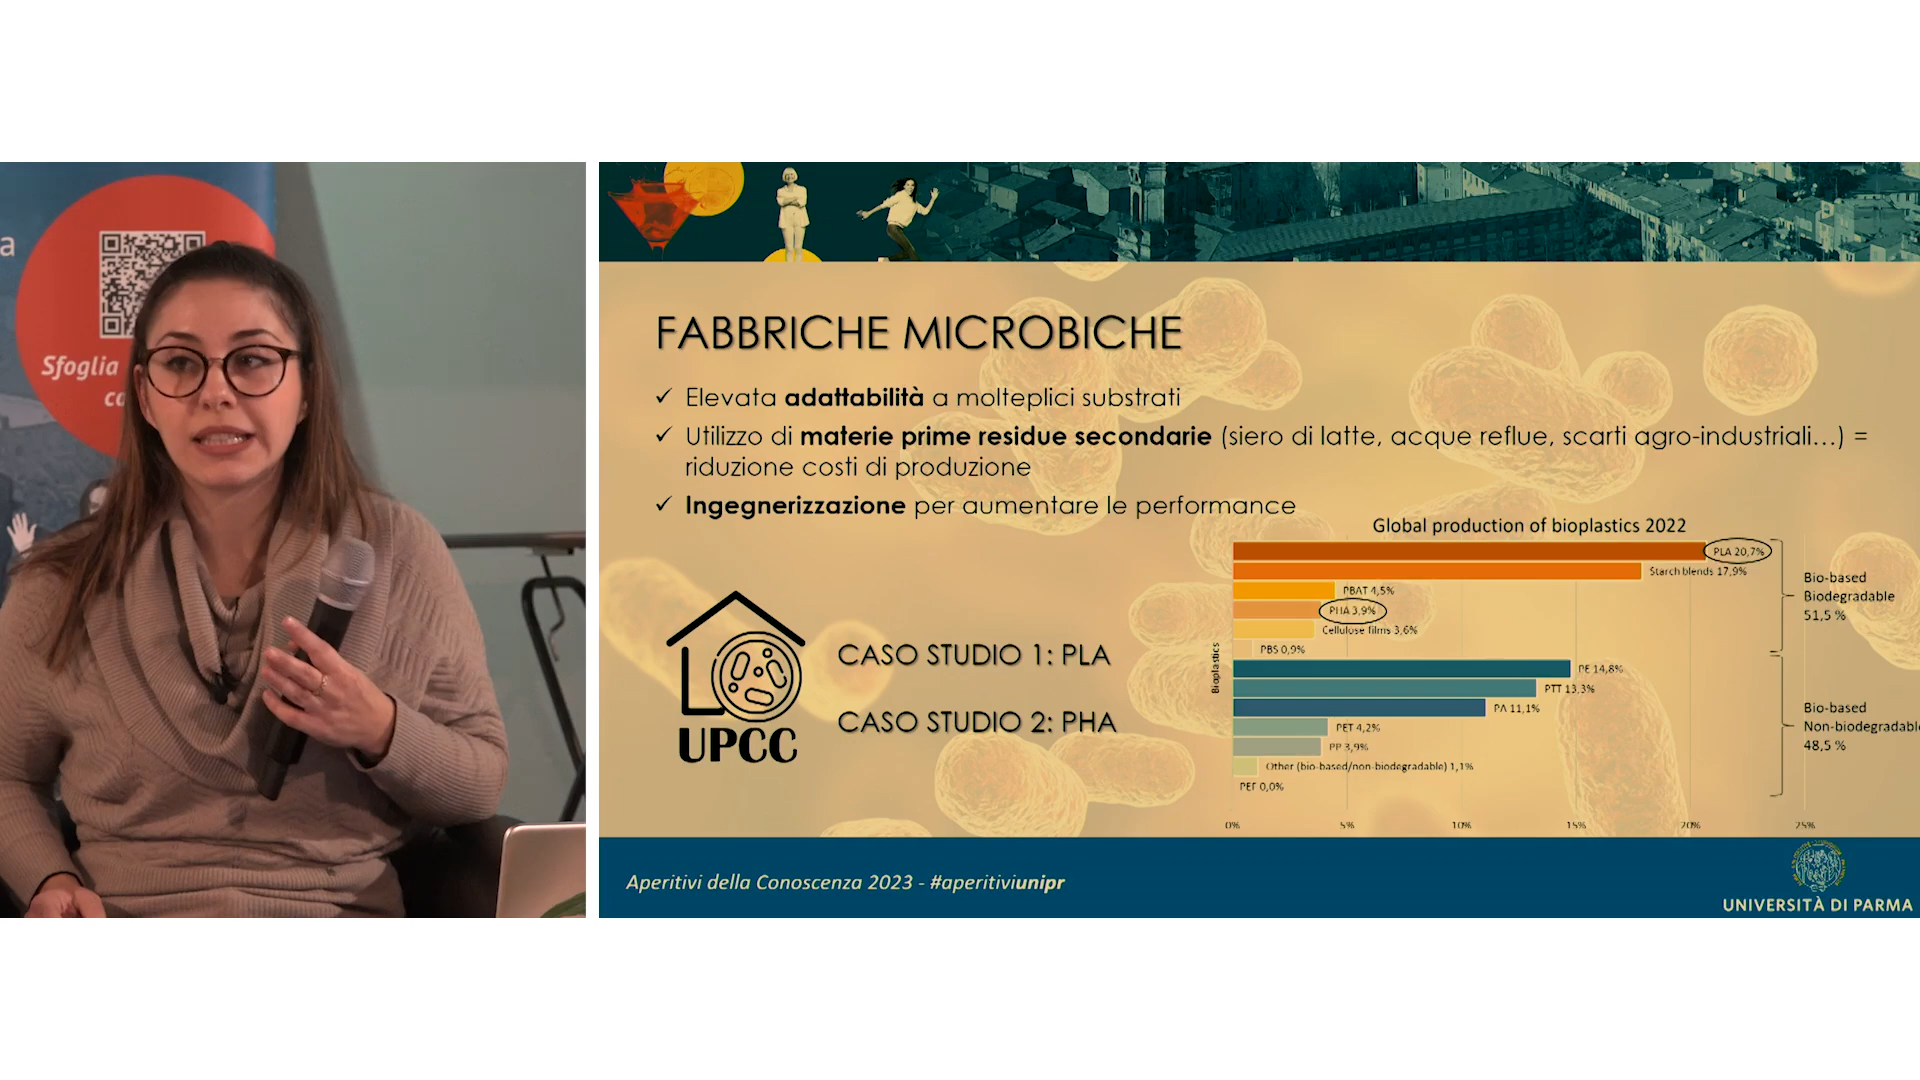 a
Sfoglia
co
FABBRICHE MICROBICHE
✓ Elevata adattabilità a molteplici substrati
✓ Utilizzo di materie prime residue secondarie (siero di latte, acque reflue, scarti agro-industriali...) =
riduzione costi di produzione
✓ Ingegnerizzazione per aumentare le performance
UPCC
CASO STUDIO 1: PLA
CASO STUDIO 2: PHA
Global production of bioplastics 2022
Bioplastics
PLA 20,7%
Starch blends 17,9%
PBAT 4,5%
PHA 3,9%
Cellulose films 3,6%
PBS 0,9%
PE 14,8%
PTT 13,3%
PA 11,1%
PET 4,2%
PP 3,9%
Other (bio-based/non-biodegradable) 1,1%
PEF 0,0%
0% 5% 10% 15% 20% 25%
Bio-based
Biodegradable
51,5 %
Bio-based
Non-biodegradable
48,5 %
Aperitivi della Conoscenza 2023 - #aperitiviunipr
UNIVERSITÀ DI PARMA